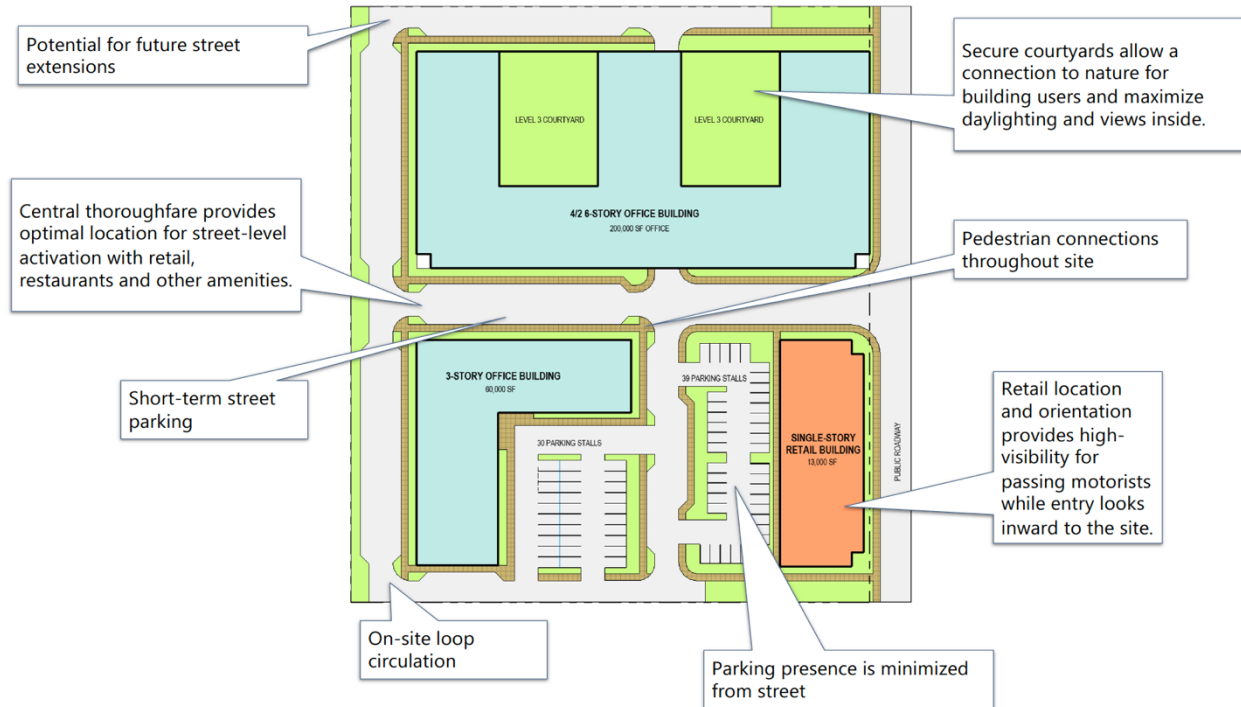 Potential for future street
extensions
Secure courtyards allow a
connection to nature for
building users and maximize
daylighting and views inside.
LEVEL 3 COURTYARD
LEVEL 3 COURTYARD
Central thoroughfare provides
optimal location for street-level
activation with retail,
restaurants and other amenities.
4/2 6-STORY OFFICE BUILDING
200,000 SF OFFICE
Pedestrian connections
throughout site
Short-term street
parking
3-STORY OFFICE BUILDING
60,000 SF
39 PARKING STALLS
30 PARKING STALLS
SINGLE-STORY
RETAIL BUILDING
13,000 SF
PUBLIC ROADWAY
Retail location
and orientation
provides high-
visibility for
passing motorists
while entry looks
inward to the site.
On-site loop
circulation
Parking presence is minimized
from street